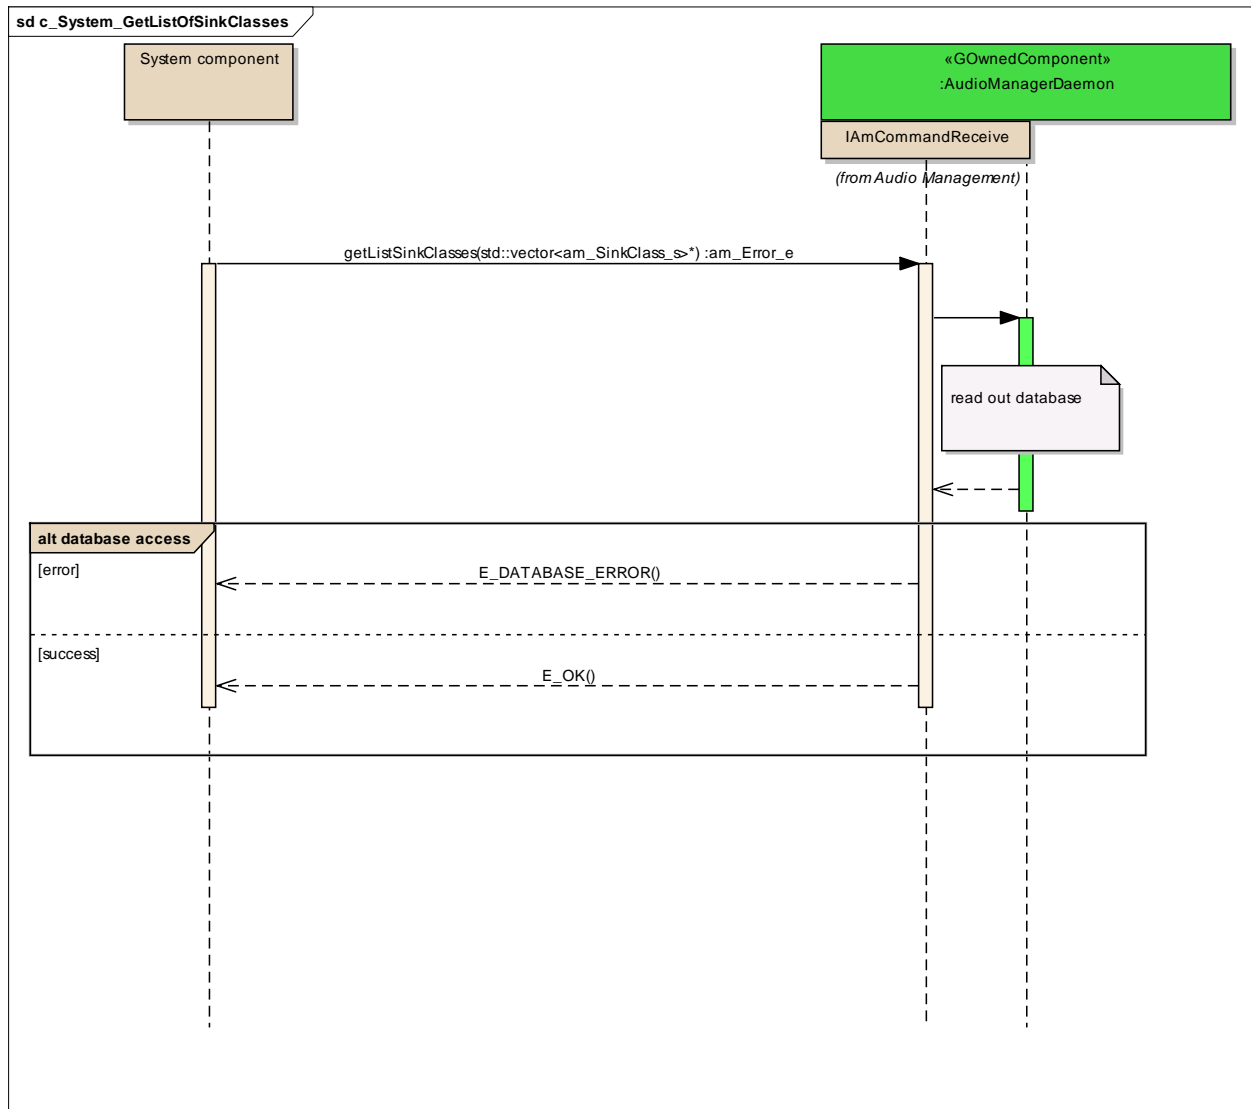 sd c_System_GetListOfSinkClasses
System component
«GOwnedComponent»
:AudioManagerDaemon
IAmCommandReceive
(from Audio Management)
getListSinkClasses(std::vector<am_SinkClass_s>*) :am_Error_e
read out database
alt database access
[error]
E_DATABASE_ERROR()
[success]
E_OK()